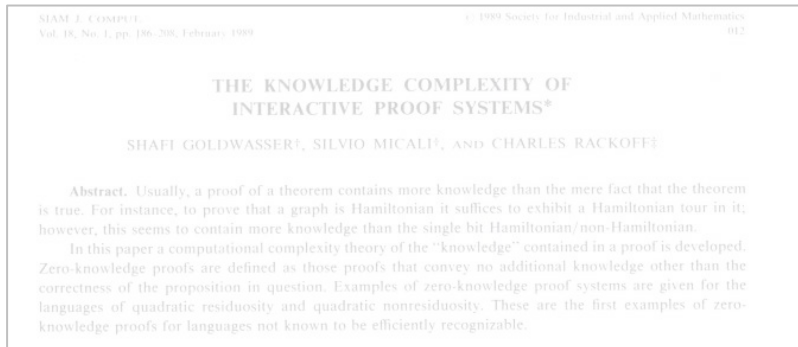 SIAM J. COMPUT.
Vol. 18, No. 1, pp. 186-208, February 1989
© 1989 Society for Industrial and Applied Mathematics
012
THE KNOWLEDGE COMPLEXITY OF
INTERACTIVE PROOF SYSTEMS*
SHAFI GOLDWASSER†, SILVIO MICALI†, AND CHARLES RACKOFF‡
Abstract. Usually, a proof of a theorem contains more knowledge than the mere fact that the theorem
is true. For instance, to prove that a graph is Hamiltonian it suffices to exhibit a Hamiltonian tour in it;
however, this seems to contain more knowledge than the single bit Hamiltonian/non-Hamiltonian.
In this paper a computational complexity theory of the "knowledge" contained in a proof is developed.
Zero-knowledge proofs are defined as those proofs that convey no additional knowledge other than the
correctness of the proposition in question. Examples of zero-knowledge proof systems are given for the
languages of quadratic residuosity and quadratic nonresiduosity. These are the first examples of zero-
knowledge proofs for languages not known to be efficiently recognizable.